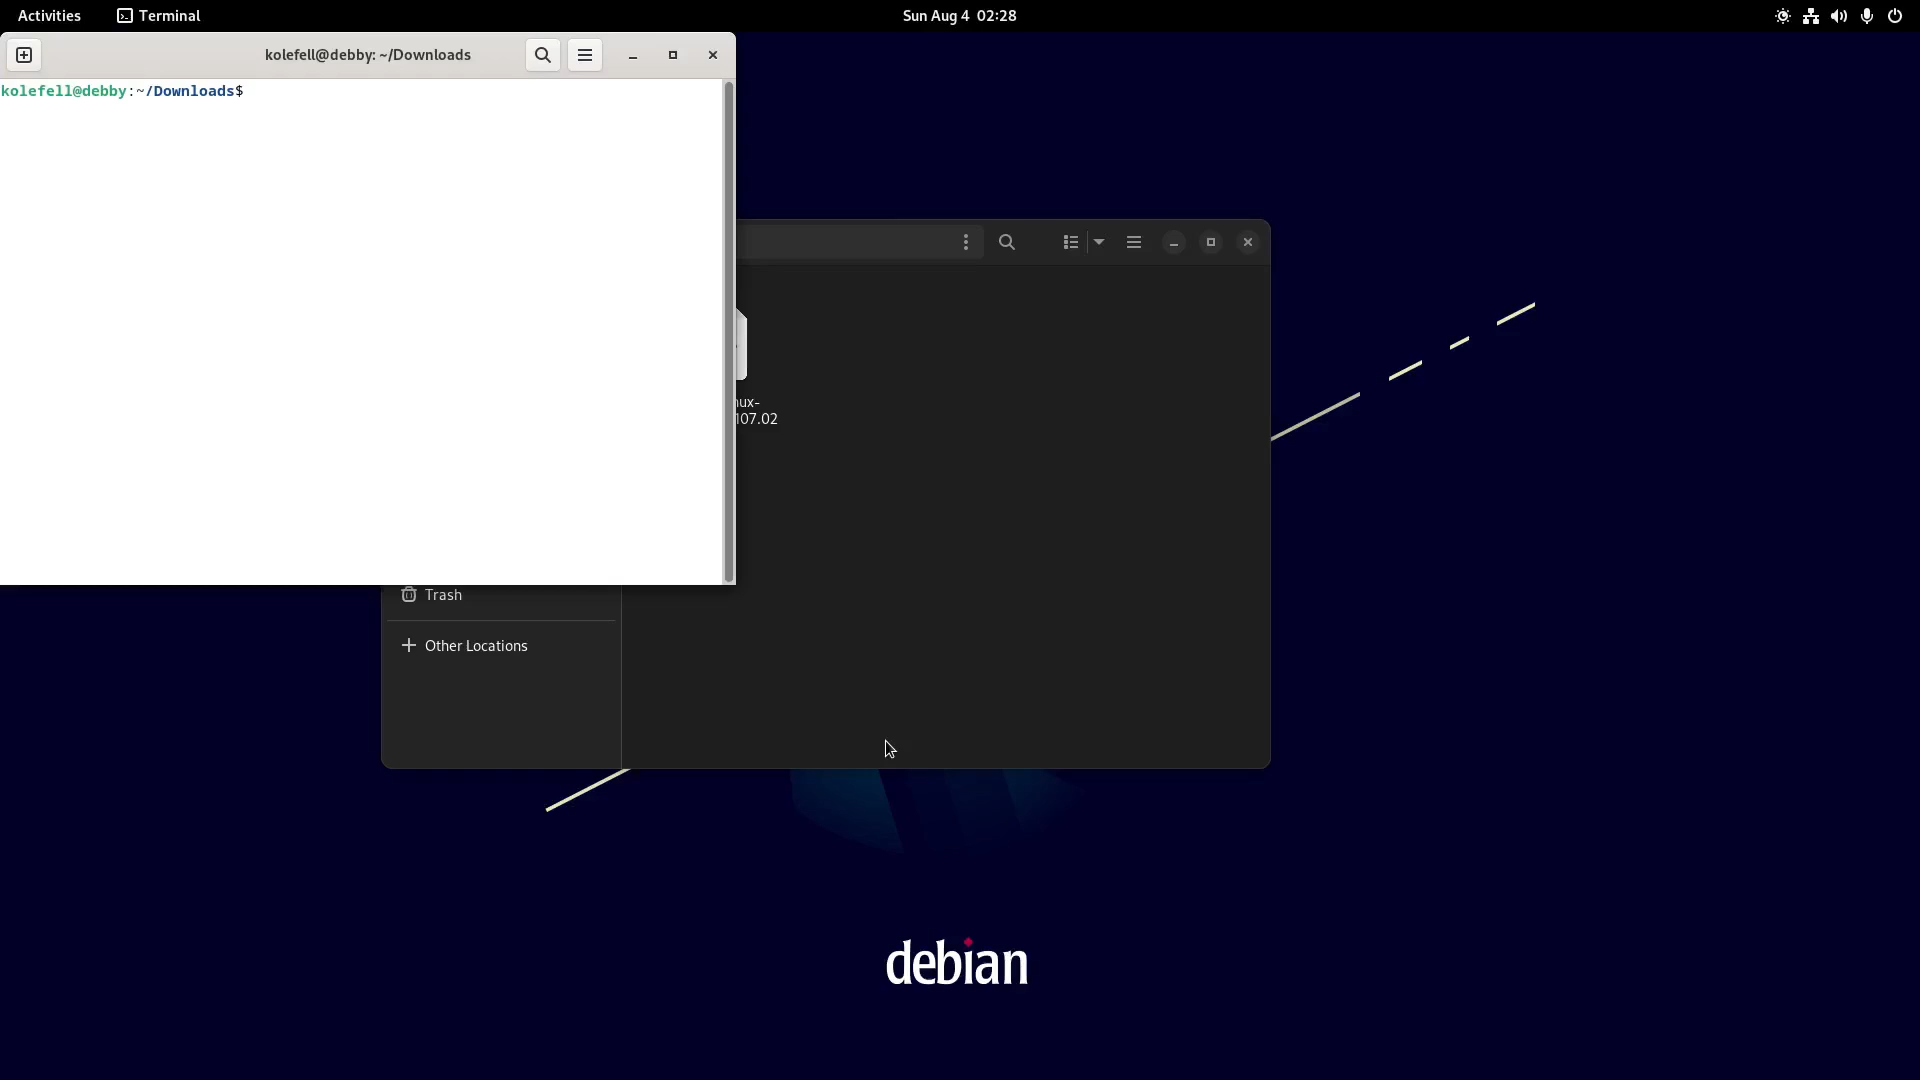 Activities
Terminal
Sun Aug 4 02:28
kolefell@debby: ~/Downloads
kolefell@debby:~/Downloads$
107.02
Trash
Other Locations
debian